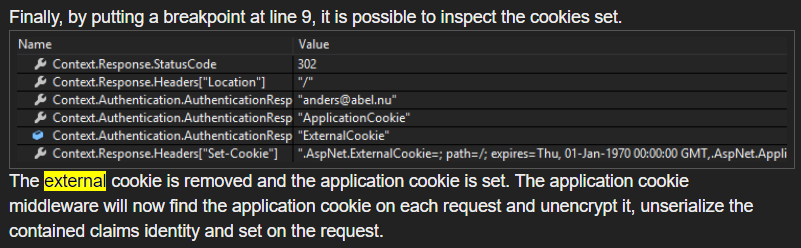 Finally, by putting a breakpoint at line 9, it is possible to inspect the cookies set.
Name Value
Context.Response.StatusCode 302
Context.Response.Headers["Location"] "/"
Context.Authentication.AuthenticationResp "anders@abel.nu"
Context.Authentication.AuthenticationResp "ApplicationCookie"
Context.Authentication.AuthenticationResp "ExternalCookie"
Context.Response.Headers["Set-Cookie"] ".AspNet.ExternalCookie=; path=/; expires=Thu, 01-Jan-1970 00:00:00 GMT,.AspNet.Appli
The external cookie is removed and the application cookie is set. The application cookie
middleware will now find the application cookie on each request and unencrypt it, unserialize the
contained claims identity and set on the request.